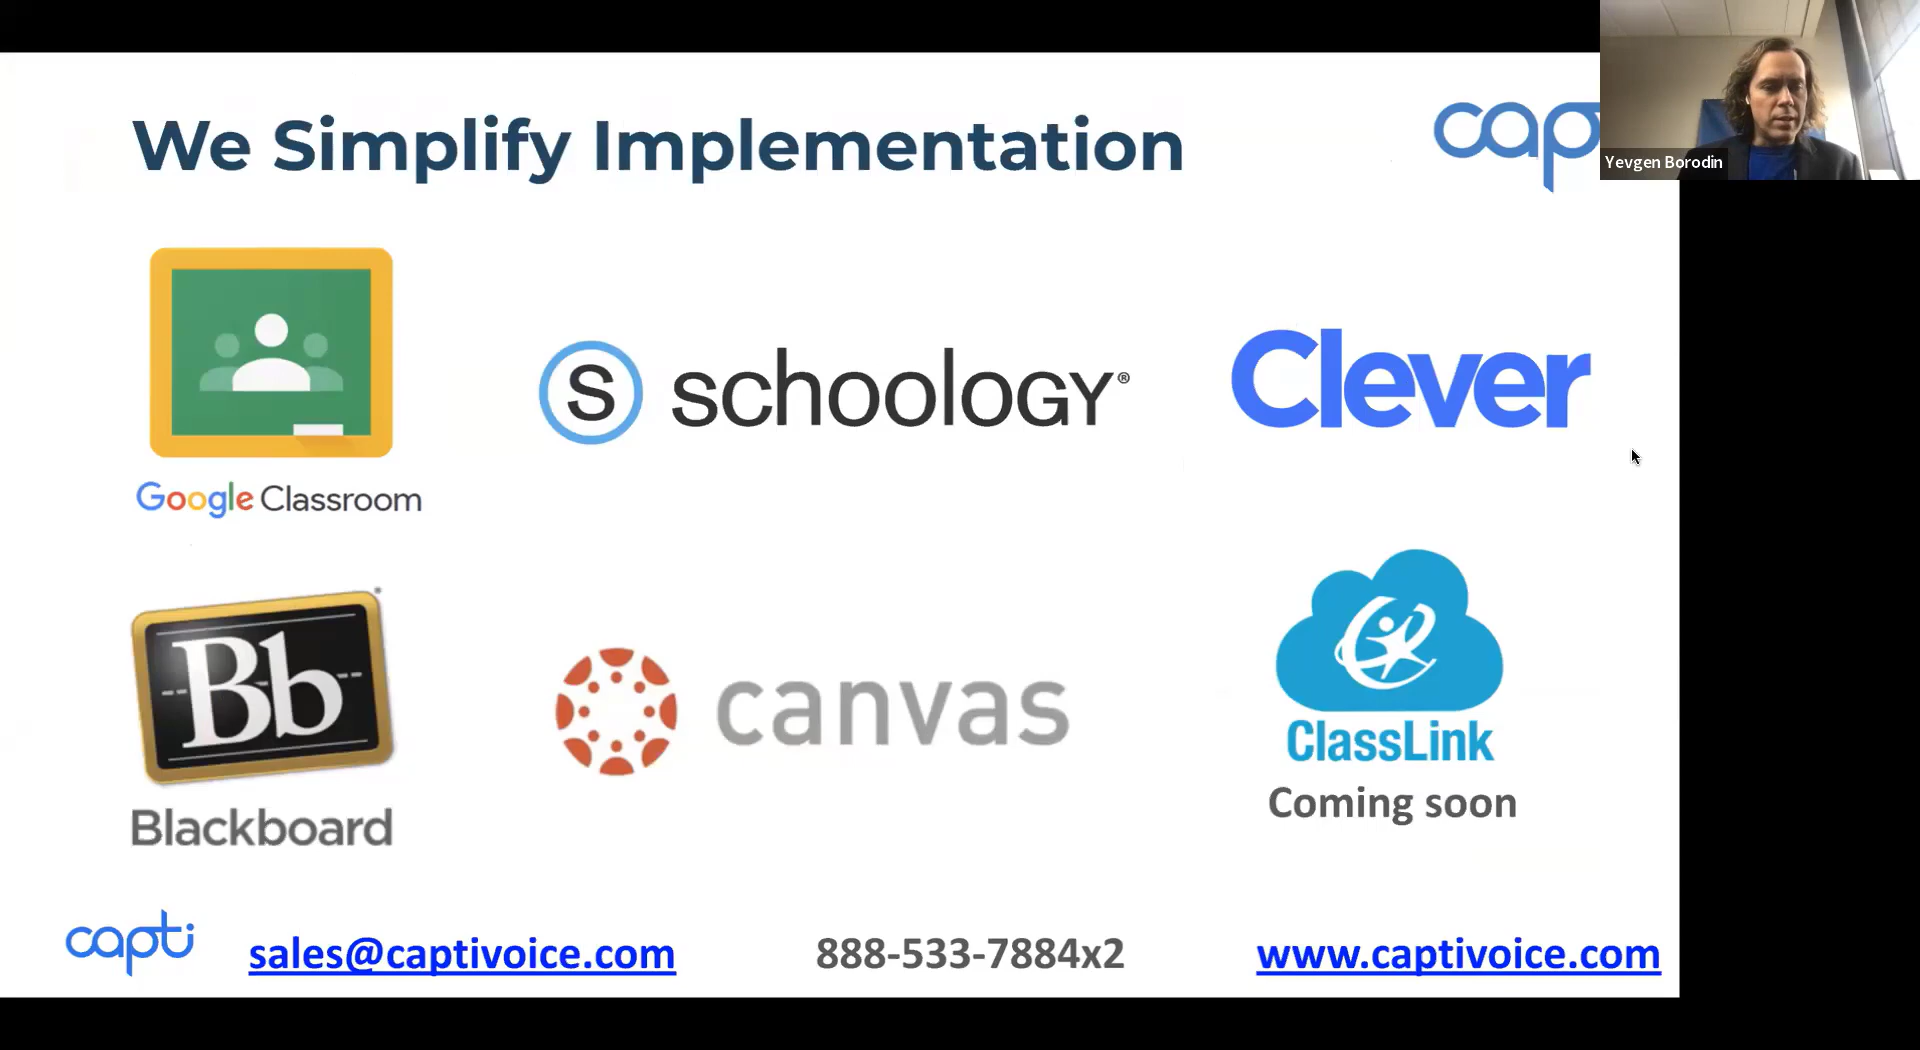 We Simplify Implementation
capt
Yevgen Borodin
Google Classroom
S schooloGY®
Clever
Bb
Blackboard
canvas
ClassLink
Coming soon
capti
sales@captivoice.com
888-533-7884x2
www.captivoice.com